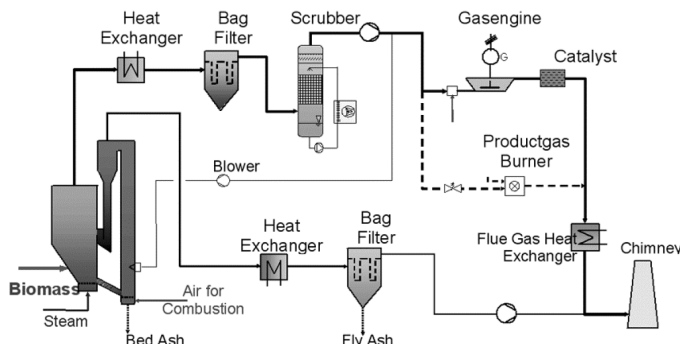 Heat
Exchanger
Bag
Filter
Scrubber
Gasengine
G
Catalyst
Productgas
Burner
Blower
Heat
Exchanger
Bag
Filter
Flue Gas Heat
Exchanger
Chimney
Biomass
Steam
Air for
Combustion
Bed Ash
Fly Ash